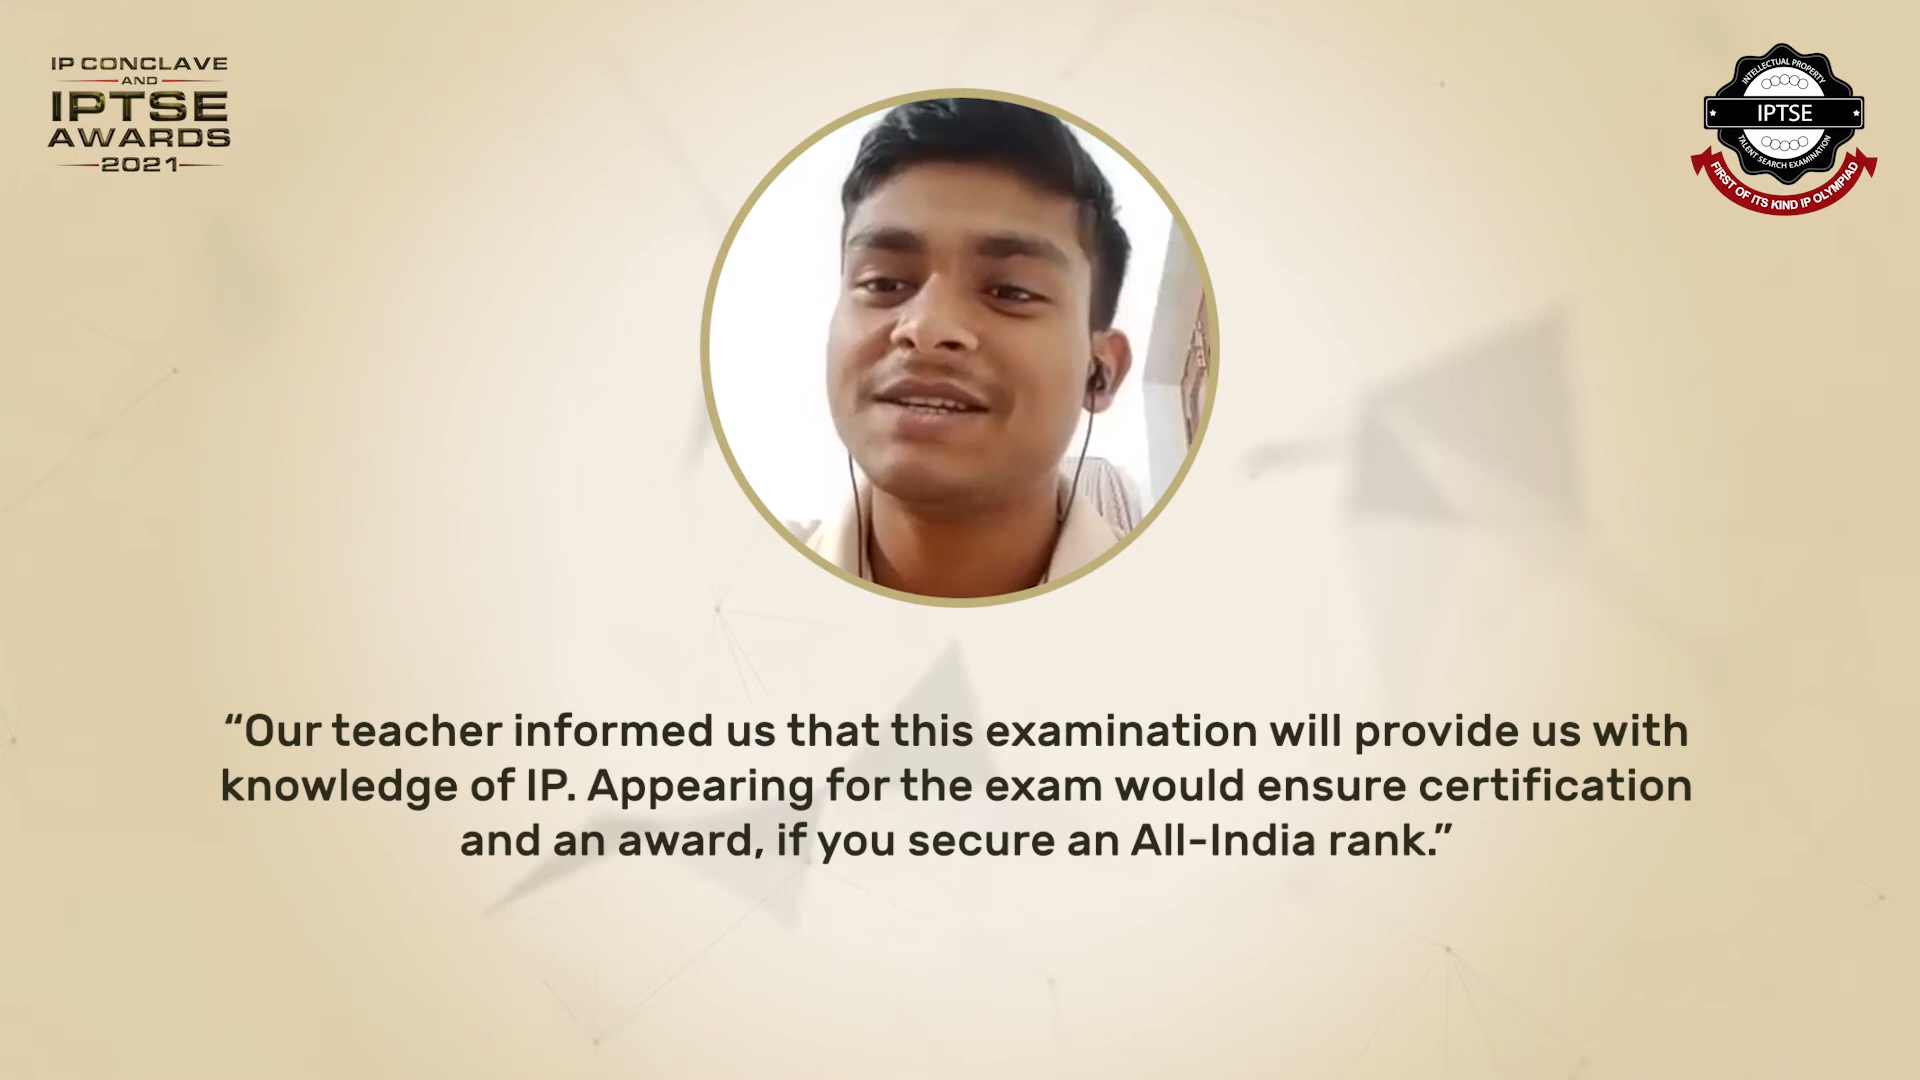 IP CONCLAVE
AND
IPTSE
AWARDS
2021
INTELLECTUAL PROPERTY
IPTSE
TALENT SEARCH EXAMINATION
FIRST OF ITS KIND IP OLYMPIAD
“Our teacher informed us that this examination will provide us with
knowledge of IP. Appearing for the exam would ensure certification
and an award, if you secure an All-India rank.”